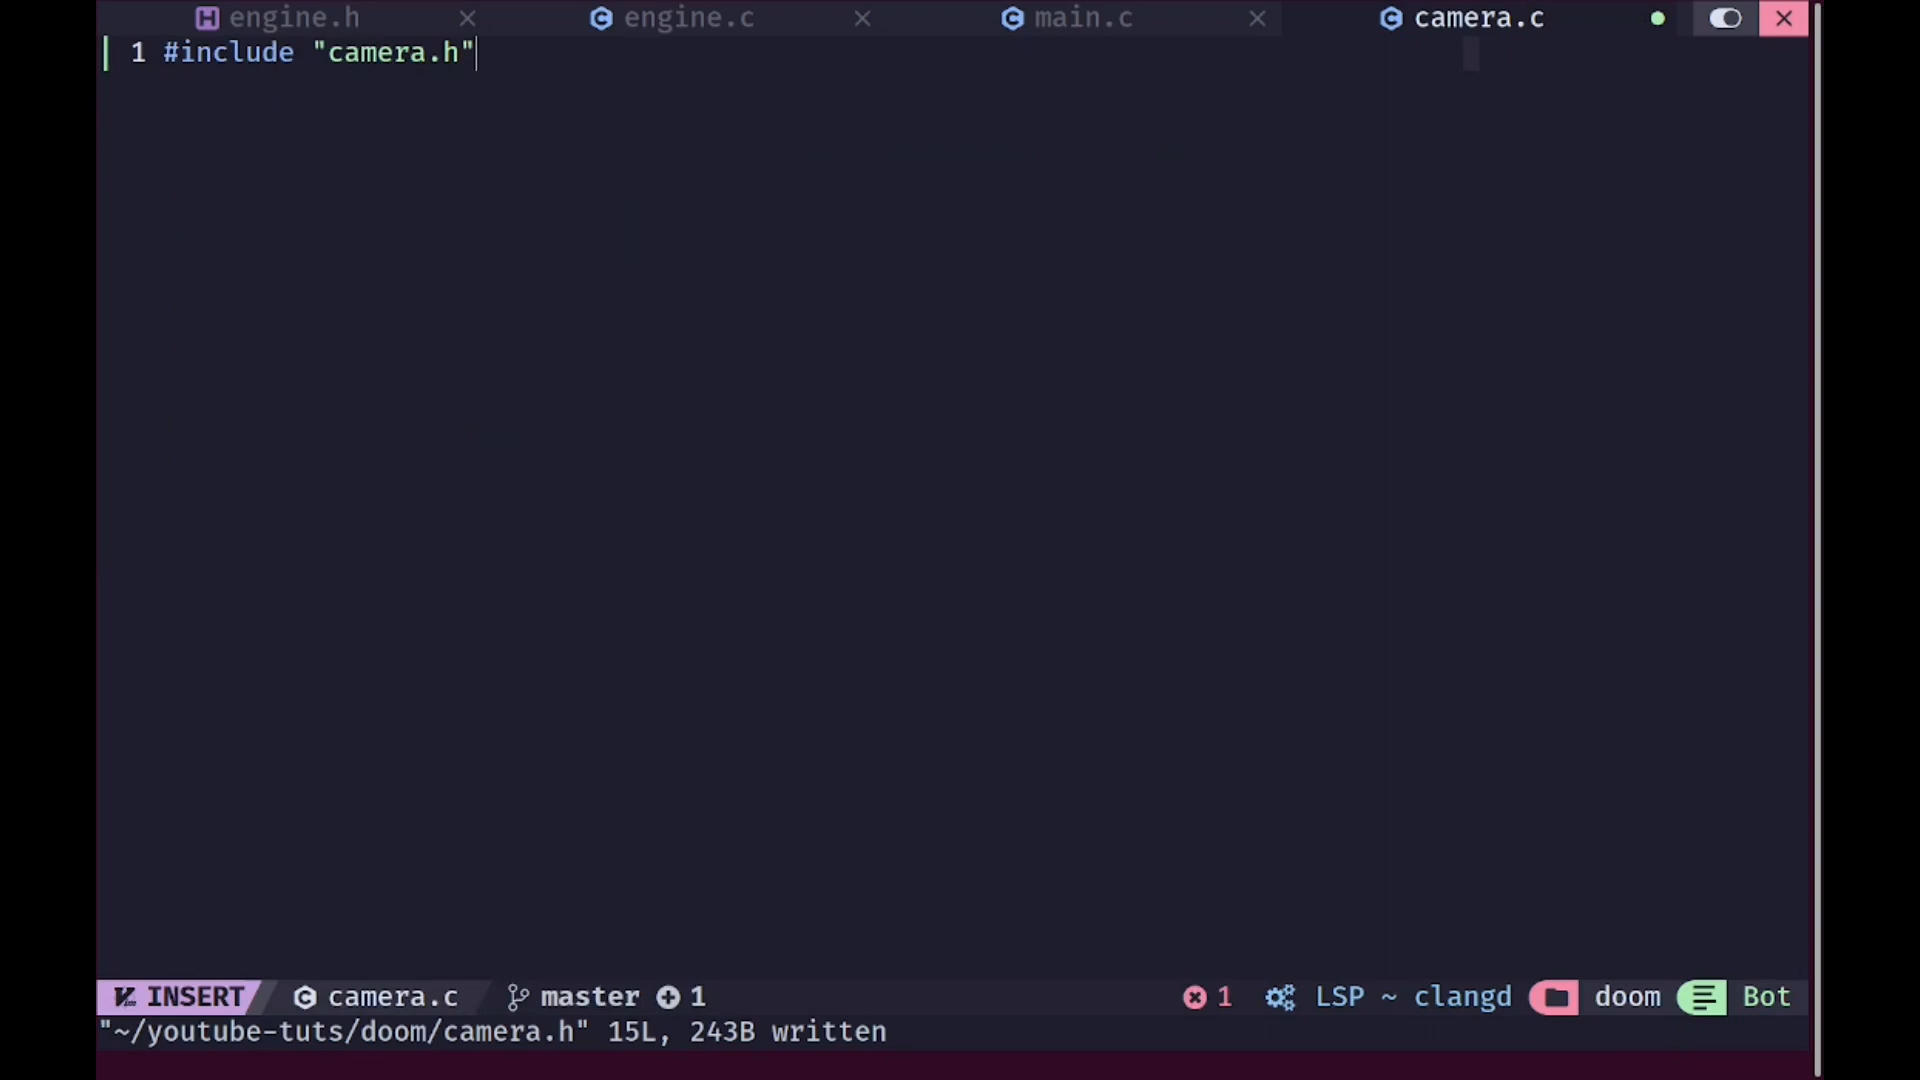 engine.h
engine.c
main.c
camera.c
1 #include "camera.h"
INSERT camera.c master 1 1 LSP ~ clangd doom Bot
"~/youtube-tuts/doom/camera.h" 15L, 243B written